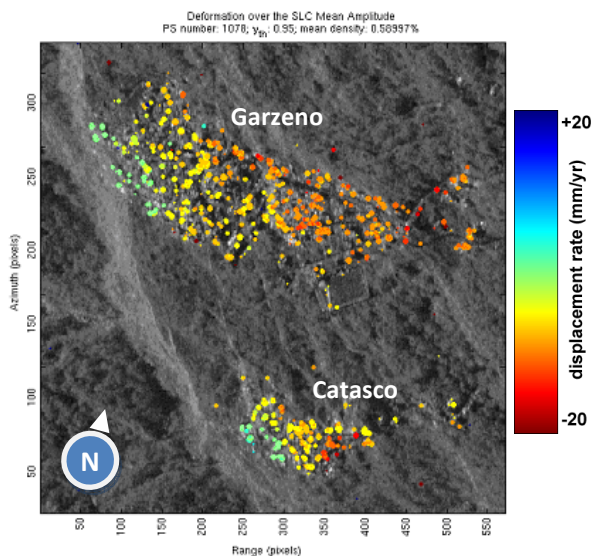 Deformation over the SLC Mean Amplitude
PS number: 1078; γth: 0.95; mean density: 0.58997%
Garzeno
Catasco
N
Azimuth (pixels)
300
250
200
150
100
50
50
100
150
200
250
300
350
400
450
500
550
Range (pixels)
+20
displacement rate (mm/yr)
-20